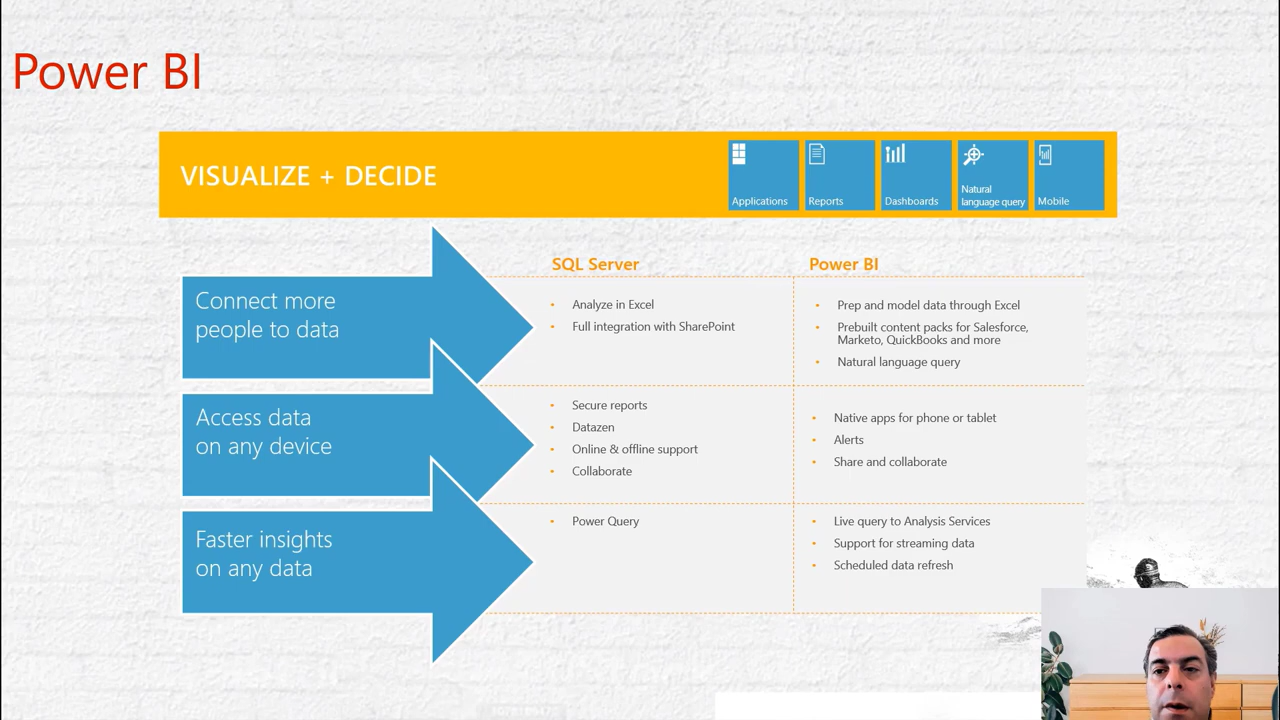 Power BI
VISUALIZE + DECIDE
Applications
Reports
Dashboards
Natural
language query
Mobile
SQL Server
Power BI
Connect more
people to data
• Analyze in Excel
• Full integration with SharePoint
• Prep and model data through Excel
• Prebuilt content packs for Salesforce,
Marketo, QuickBooks and more
• Natural language query
Access data
on any device
• Secure reports
• Datazen
• Online & offline support
• Collaborate
• Native apps for phone or tablet
• Alerts
• Share and collaborate
Faster insights
on any data
• Power Query
• Live query to Analysis Services
• Support for streaming data
• Scheduled data refresh